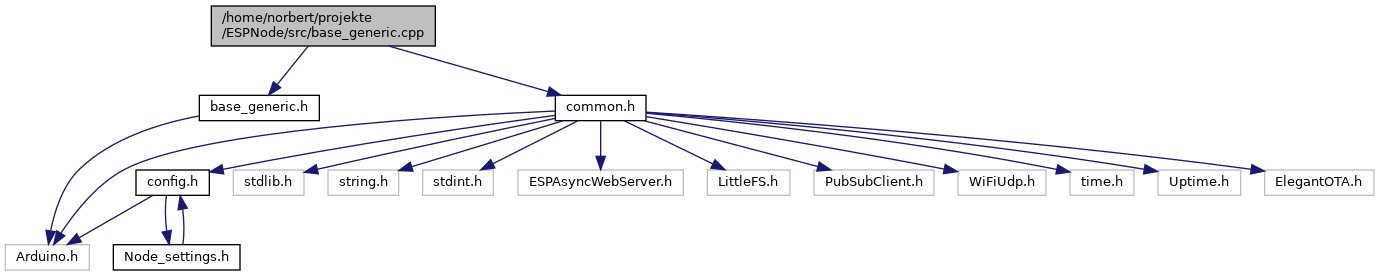 /home/norbert/projekte
/ESPNode/src/base_generic.cpp
base_generic.h
common.h
config.h
stdlib.h
string.h
stdint.h
ESPAsyncWebServer.h
LittleFS.h
PubSubClient.h
WiFiUdp.h
time.h
Uptime.h
ElegantOTA.h
Arduino.h
Node_settings.h